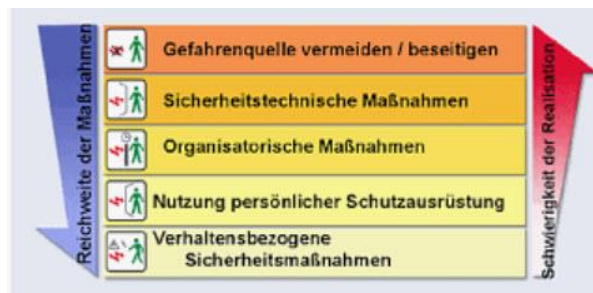 Reichweite der Maßnahmen
Gefahrenquelle vermeiden / beseitigen
Sicherheitstechnische Maßnahmen
Organisatorische Maßnahmen
Nutzung persönlicher Schutzausrüstung
Verhaltensbezogene
Sicherheitsmaßnahmen
Schwierigkeit der Realisation